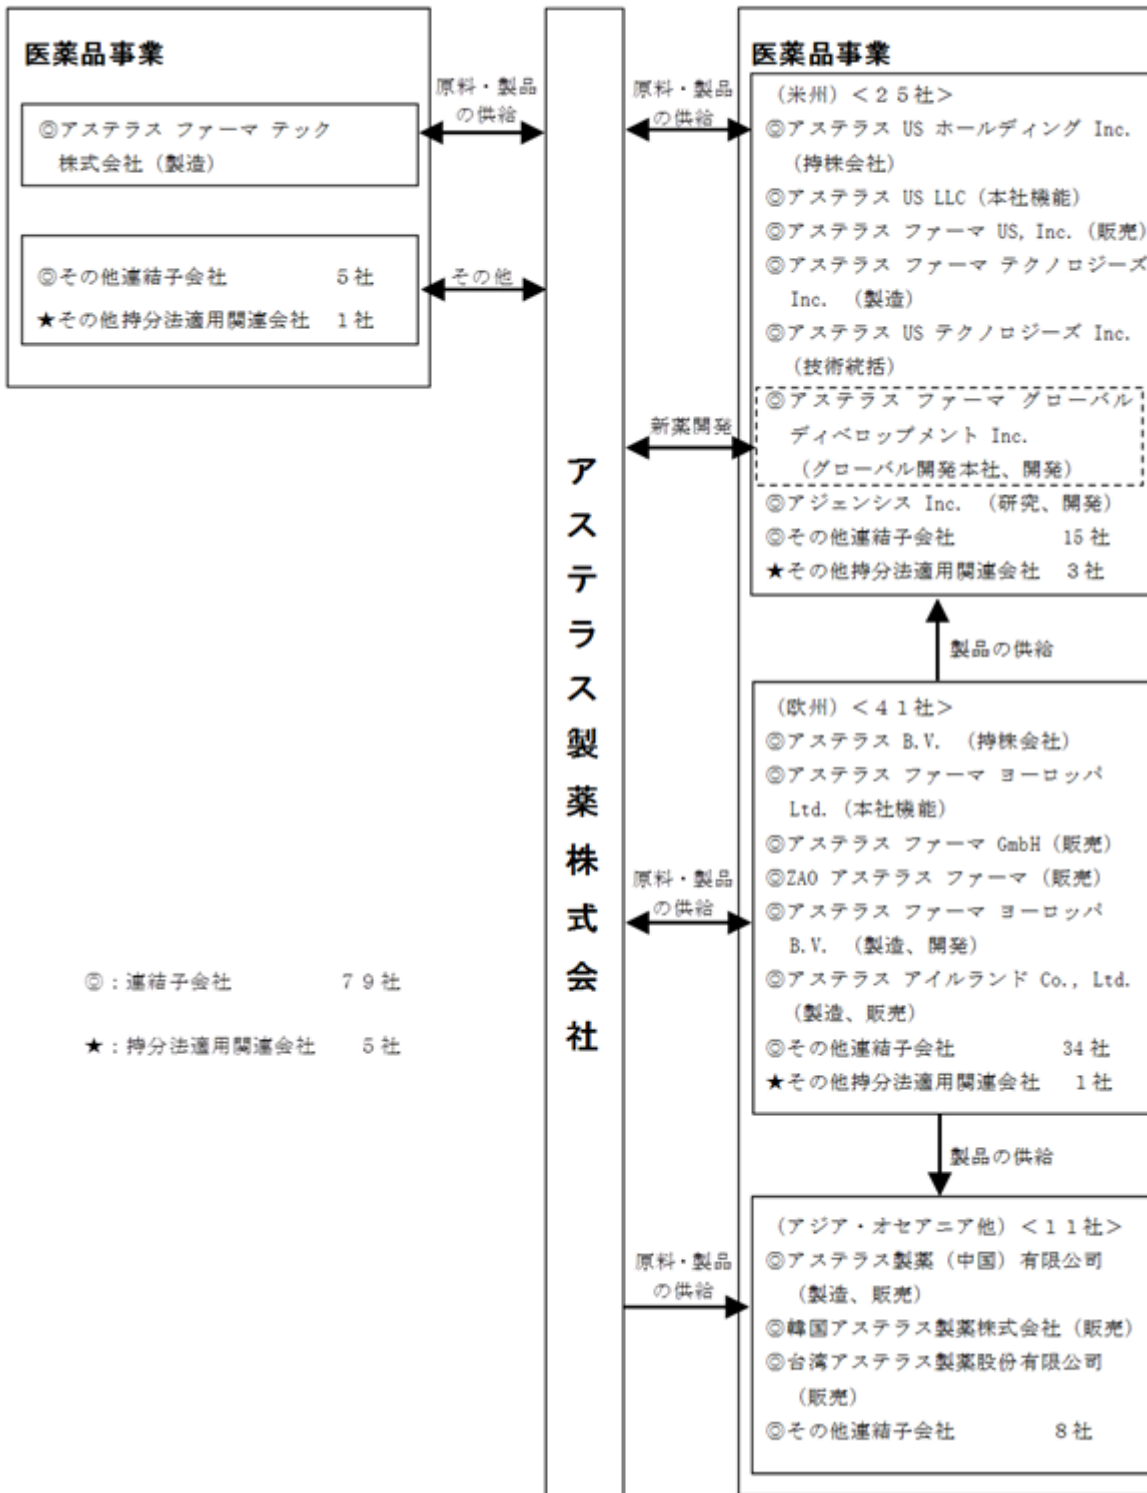 医薬品事業
◎アステラス ファーマ テック
株式会社（製造）
◎その他連結子会社 5社
★その他持分法適用関連会社 1社
原料・製品
の供給
その他
◎：連結子会社 79社
★：持分法適用関連会社 5社
アステラス製薬株式会社
原料・製品
の供給
新薬開発
原料・製品
の供給
原料・製品
の供給
医薬品事業
（米州）＜25社＞
◎アステラス US ホールディング Inc.
（持株会社）
◎アステラス US LLC（本社機能）
◎アステラス ファーマ US, Inc.（販売）
◎アステラス ファーマ テクノロジーズ
Inc. （製造）
◎アステラス US テクノロジーズ Inc.
（技術統括）
◎アステラス ファーマ グローバル
ディベロップメント Inc.
（グローバル開発本社、開発）
◎アジェンシス Inc. （研究、開発）
◎その他連結子会社 15社
★その他持分法適用関連会社 3社
製品の供給
（欧州）＜41社＞
◎アステラス B.V. （持株会社）
◎アステラス ファーマ ヨーロッパ
Ltd.（本社機能）
◎アステラス ファーマ GmbH（販売）
◎ZAO アステラス ファーマ（販売）
◎アステラス ファーマ ヨーロッパ
B.V. （製造、開発）
◎アステラス アイルランド Co., Ltd.
（製造、販売）
◎その他連結子会社 34社
★その他持分法適用関連会社 1社
製品の供給
（アジア・オセアニア他）＜11社＞
◎アステラス製薬（中国）有限公司
（製造、販売）
◎韓国アステラス製薬株式会社（販売）
◎台湾アステラス製薬股份有限公司
（販売）
◎その他連結子会社 8社